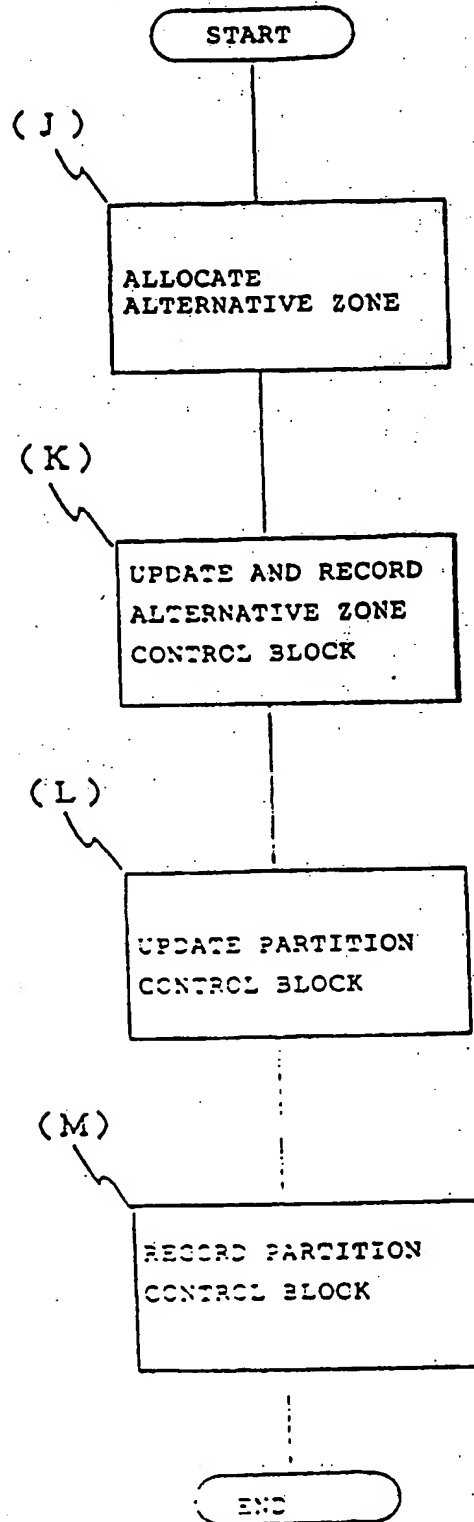 START
(J)
ALLOCATE
ALTERNATIVE ZONE
(K)
UPDATE AND RECORD
ALTERNATIVE ZONE
CONTROL BLOCK
(L)
UPDATE PARTITION
CONTROL BLOCK
(M)
RECORD PARTITION
CONTROL BLOCK
END